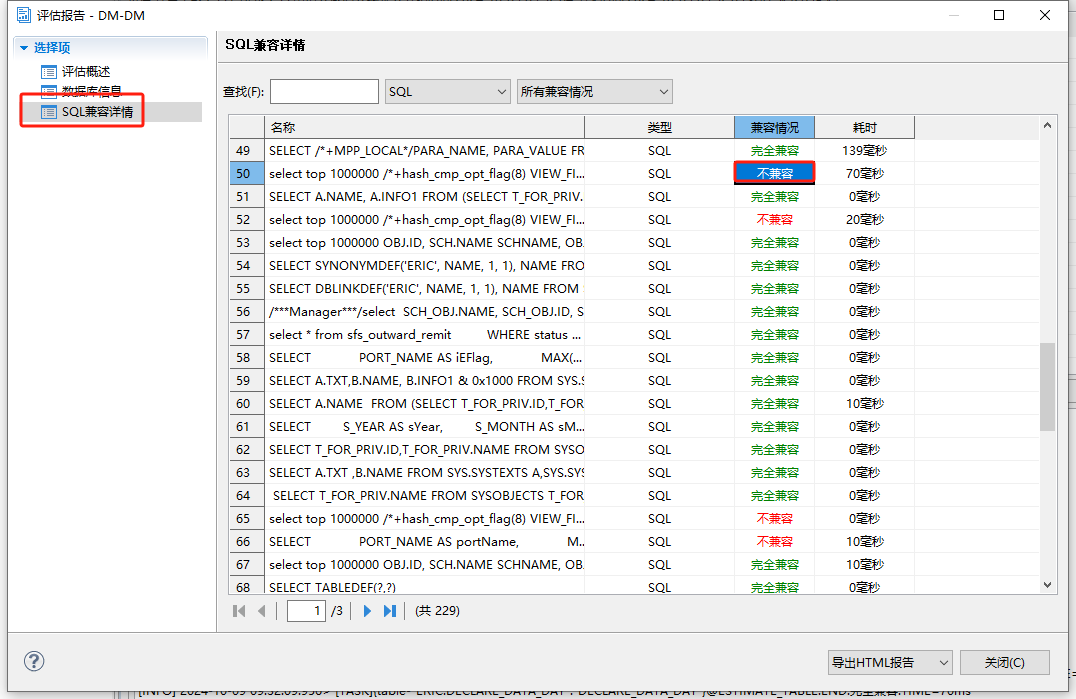 评估报告 - DM-DM
选择项
评估概述
数据库信息
SQL兼容详情
SQL兼容详情
查找(F):
SQL
所有兼容情况
名称 类型 兼容情况 耗时
49 SELECT /*+MPP_LOCAL*/PARA_NAME, PARA_VALUE FR SQL 完全兼容 139毫秒
50 select top 1000000 /*+hash_cmp_opt_flag(8) VIEW_FI... SQL 不兼容 70毫秒
51 SELECT A.NAME, A.INFO1 FROM (SELECT T_FOR_PRIV. SQL 完全兼容 0毫秒
52 select top 1000000 /*+hash_cmp_opt_flag(8) VIEW_FI... SQL 不兼容 20毫秒
53 select top 1000000 OBJ.ID, SCH.NAME SCHNAME, OB. SQL 完全兼容 0毫秒
54 SELECT SYNONYMDEF('ERIC', NAME, 1, 1), NAME FRO SQL 完全兼容 0毫秒
55 SELECT DBLINKDEF('ERIC', NAME, 1, 1), NAME FROM SQL 完全兼容 0毫秒
56 /***Manager***/select SCH_OBJ.NAME, SCH_OBJ.ID, S SQL 完全兼容 0毫秒
57 select * from sfs_outward_remit WHERE status ... SQL 完全兼容 0毫秒
58 SELECT PORT_NAME AS iEFlag, MAX(... SQL 完全兼容 0毫秒
59 SELECT A.TXT,B.NAME, B.INFO1 & 0x1000 FROM SYS.S SQL 完全兼容 0毫秒
60 SELECT A.NAME FROM (SELECT T_FOR_PRIV.ID,T_FOR SQL 完全兼容 10毫秒
61 SELECT S_YEAR AS sYear, S_MONTH AS sM... SQL 完全兼容 0毫秒
62 SELECT T_FOR_PRIV.ID,T_FOR_PRIV.NAME FROM SYSO SQL 完全兼容 0毫秒
63 SELECT A.TXT ,B.NAME FROM SYS.SYSTEXTS A,SYS.SYS SQL 完全兼容 0毫秒
64 SELECT T_FOR_PRIV.NAME FROM SYSOBJECTS T_FOR SQL 完全兼容 0毫秒
65 select top 1000000 /*+hash_cmp_opt_flag(8) VIEW_FI... SQL 不兼容 0毫秒
66 SELECT PORT_NAME AS portName, M.. SQL 不兼容 10毫秒
67 select top 1000000 OBJ.ID, SCH.NAME SCHNAME, OB. SQL 完全兼容 10毫秒
68 SELECT TABLEDEF(?,?) SQL 完全兼容 0毫秒
1 /3 (共 229)
导出HTML报告 关闭(C)